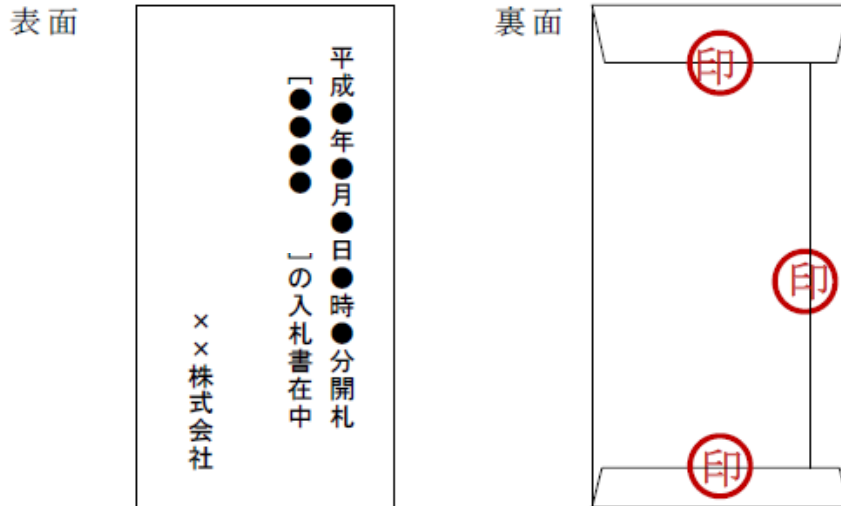 表面
平成●年●月●日●時●分開札
[●●●● ]の入札書在中
××株式会社
裏面
印
印
印